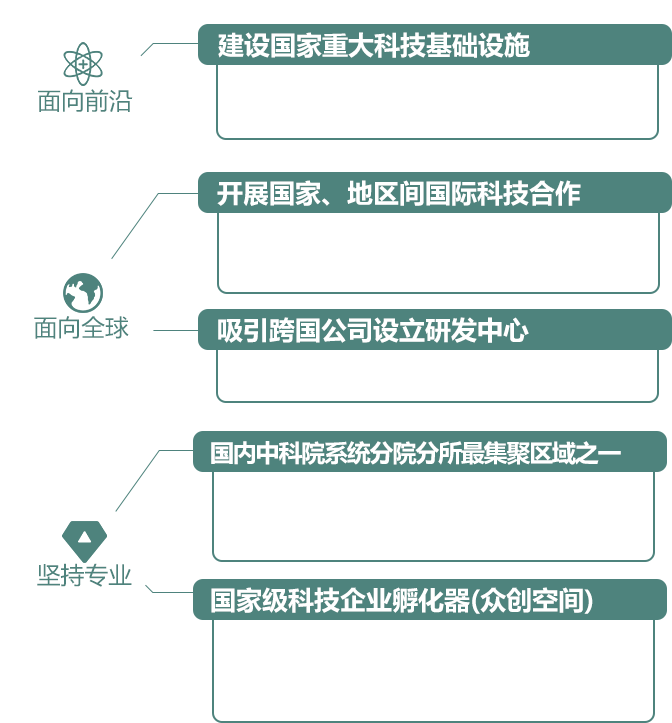 建设国家重大科技基础设施
面向前沿
开展国家、地区间国际科技合作
面向全球
吸引跨国公司设立研发中心
国内中科院系统分院分所最集聚区域之一
坚持专业
国家级科技企业孵化器(众创空间)